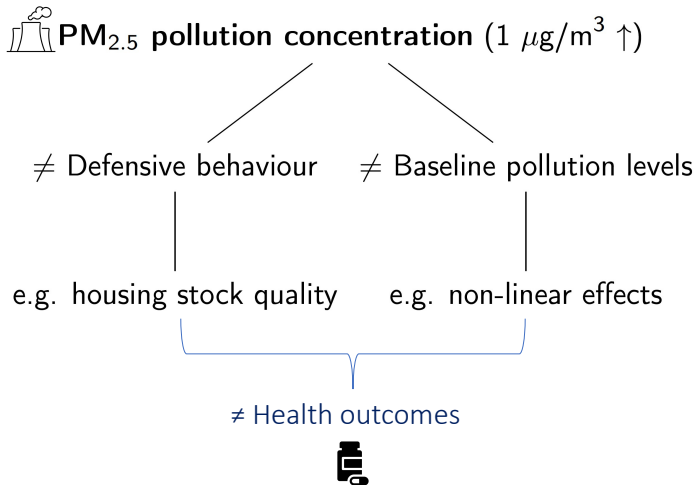 PM2.5 pollution concentration (1 μg/m³ ↑)
≠ Defensive behaviour
≠ Baseline pollution levels
e.g. housing stock quality
e.g. non-linear effects
≠ Health outcomes